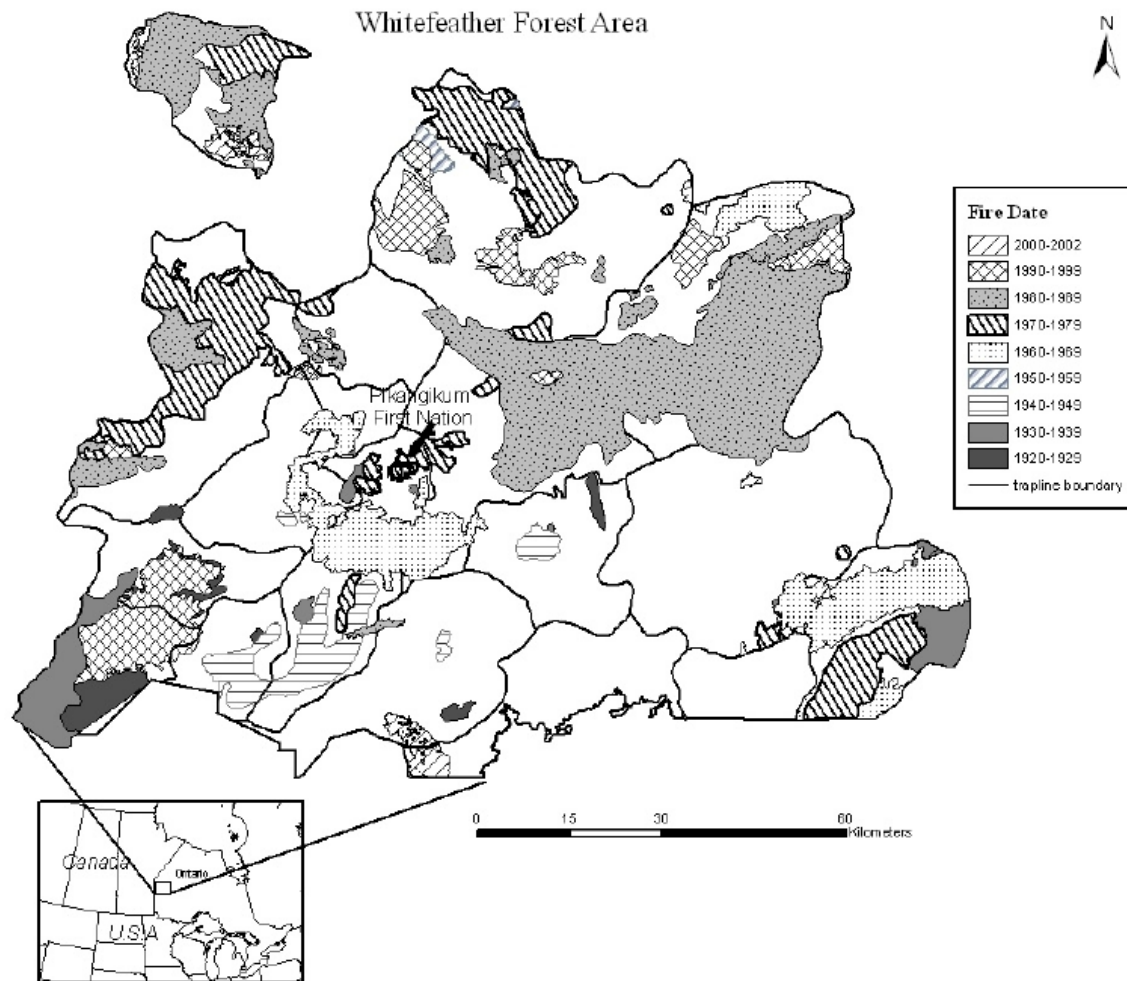 Whitefeather Forest Area
N
Fire Date
2000-2002
1990-1999
1980-1989
1970-1979
1960-1969
1950-1959
1940-1949
1930-1939
1920-1929
trapline boundary
Pikangikum
First Nation
0 15 30 60
Kilometers
Canada
Ontario
U.S.A